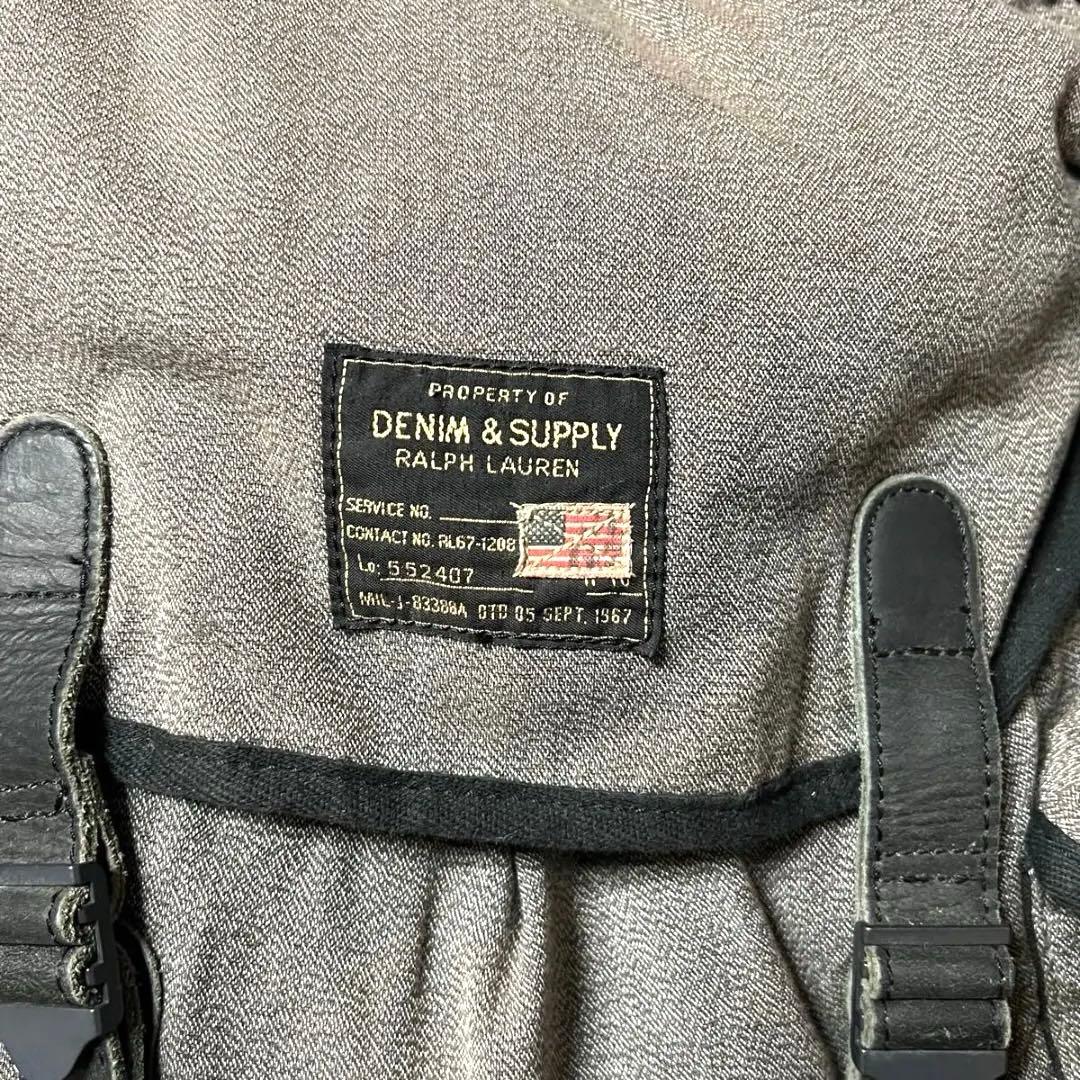 PROPERTY OF
DENIM & SUPPLY
RALPH LAUREN
SERVICE NO.
CONTACT NO. RL67-1208
Lo: 552407
MIL-J-83388A, DTD 05 SEPT. 1967